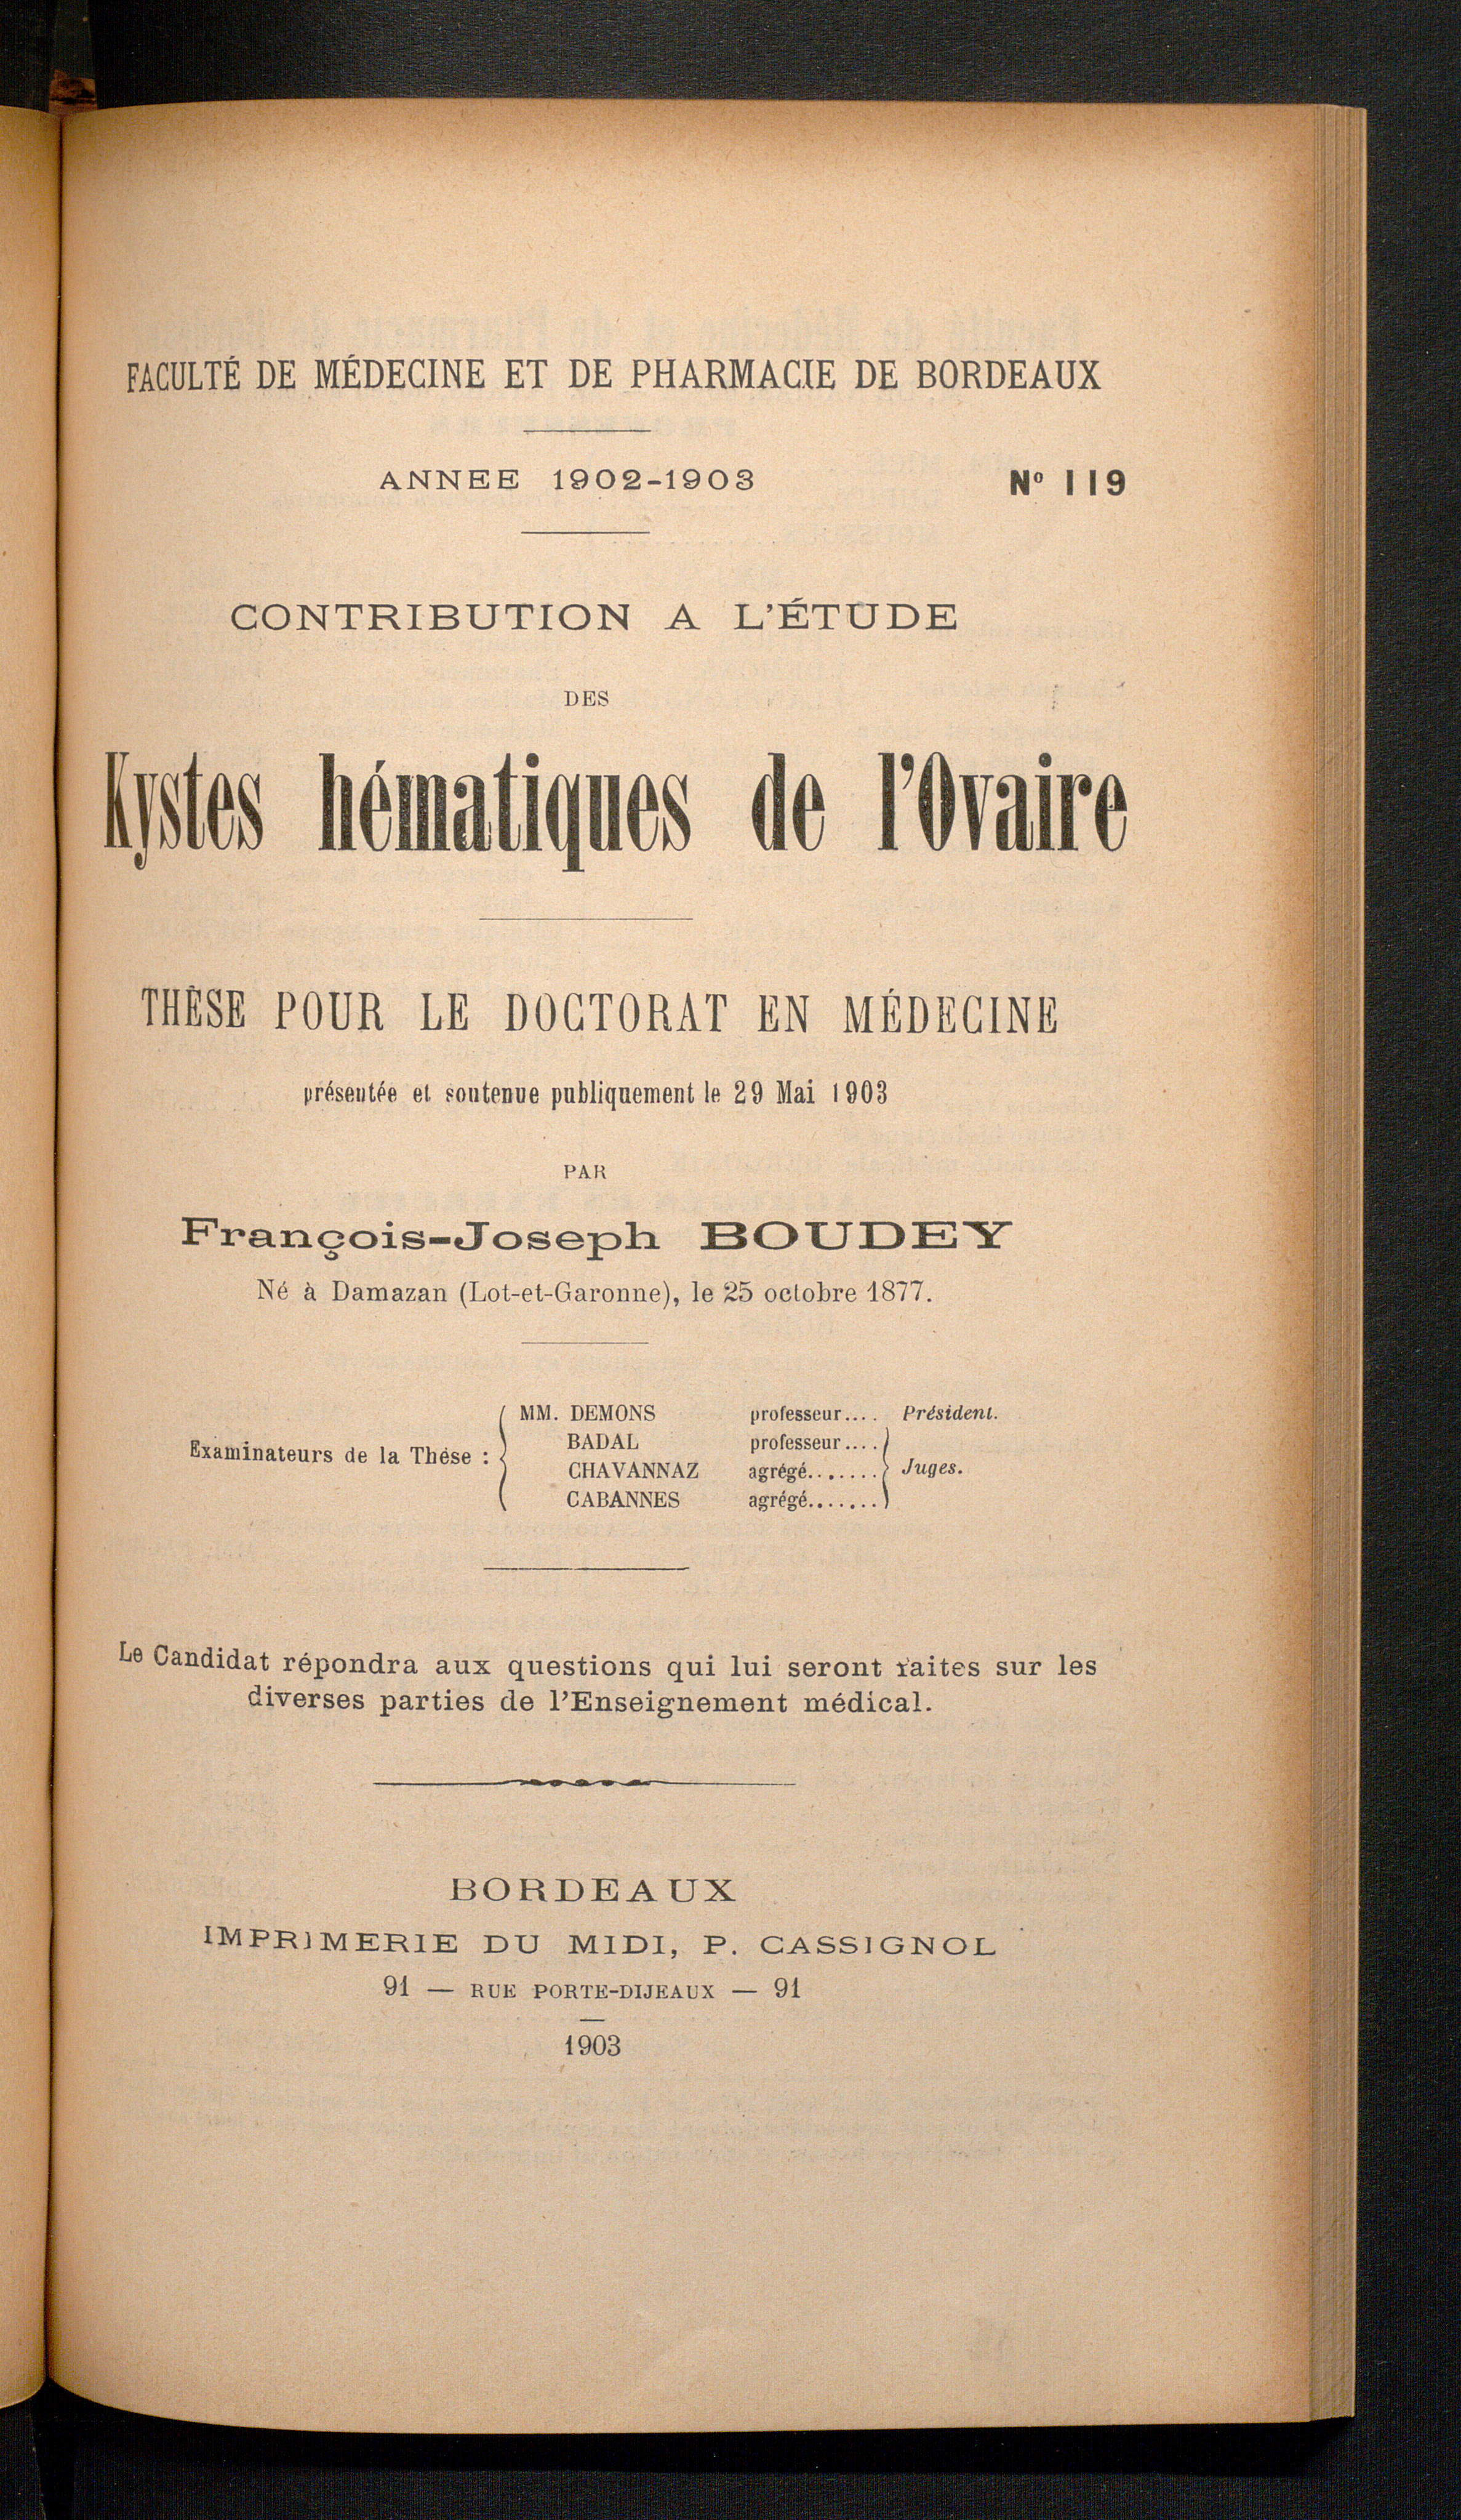 FACULTÉ DE MÉDECINE ET DE PHARMACIE DE BORDEAUX
ANNEE 1902-1903 Nº 119
CONTRIBUTION A L'ÉTUDE
DES
Kystes hématiques de l'Ovaire
THÈSE POUR LE DOCTORAT EN MÉDECINE
présentée et soutenue publiquement le 29 Mai 1903
PAR
François-Joseph BOUDEY
Né à Damazan (Lot-et-Garonne), le 25 octobre 1877.
MM. DEMONS professeur.... Président.
BADAL professeur....
Examinateurs de la Thèse :
CHAVANNAZ agrégé....... Juges.
CABANNES agrégé.......
Le Candidat répondra aux questions qui lui seront faites sur les
diverses parties de l'Enseignement médical.
BORDEAUX
IMPRIMERIE DU MIDI, P. CASSIGNOL
91 — RUE PORTE-DIJEAUX — 91
1903